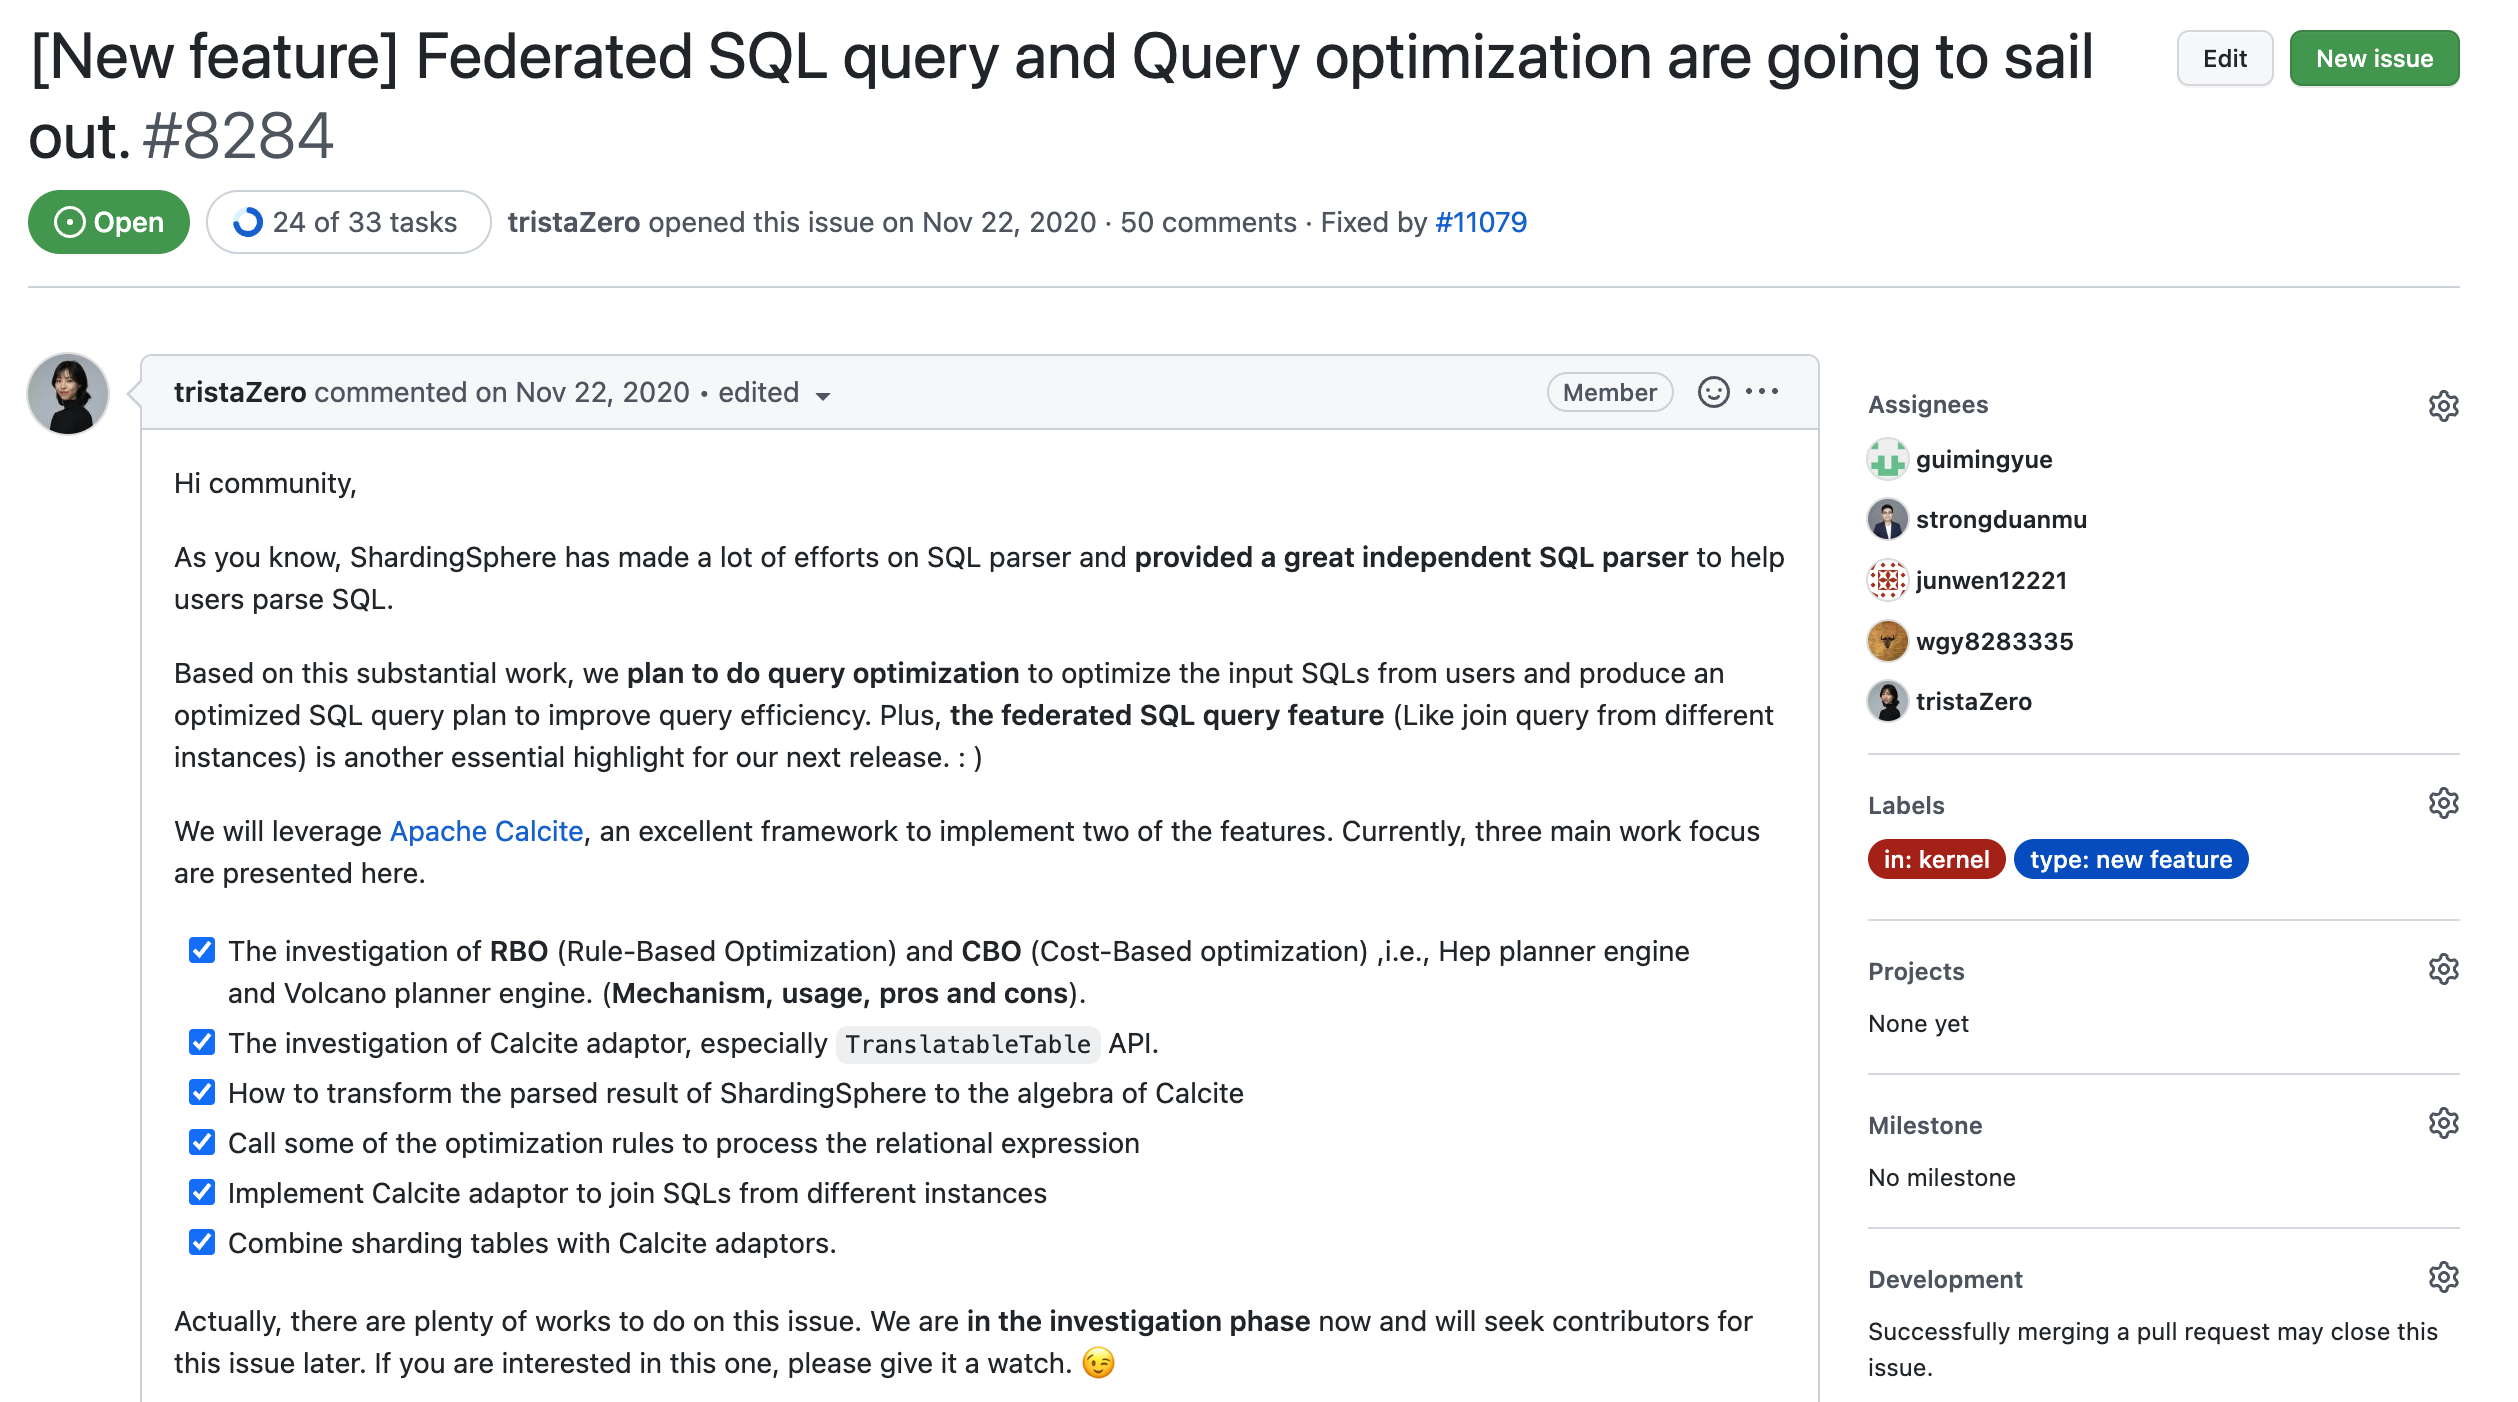 [New feature] Federated SQL query and Query optimization are going to sail
out. #8284
Edit
New issue
Open
24 of 33 tasks
tristaZero opened this issue on Nov 22, 2020 · 50 comments · Fixed by #11079
tristaZero commented on Nov 22, 2020 • edited
Member
Hi community,
As you know, ShardingSphere has made a lot of efforts on SQL parser and provided a great independent SQL parser to help
users parse SQL.
Based on this substantial work, we plan to do query optimization to optimize the input SQLs from users and produce an
optimized SQL query plan to improve query efficiency. Plus, the federated SQL query feature (Like join query from different
instances) is another essential highlight for our next release. : )
We will leverage Apache Calcite, an excellent framework to implement two of the features. Currently, three main work focus
are presented here.
The investigation of RBO (Rule-Based Optimization) and CBO (Cost-Based optimization) ,i.e., Hep planner engine
and Volcano planner engine. (Mechanism, usage, pros and cons).
The investigation of Calcite adaptor, especially TranslatableTable API.
How to transform the parsed result of ShardingSphere to the algebra of Calcite
Call some of the optimization rules to process the relational expression
Implement Calcite adaptor to join SQLs from different instances
Combine sharding tables with Calcite adaptors.
Actually, there are plenty of works to do on this issue. We are in the investigation phase now and will seek contributors for
this issue later. If you are interested in this one, please give it a watch. 😉
Assignees
guimingyue
strongduanmu
junwen12221
wgy8283335
tristaZero
Labels
in: kernel
type: new feature
Projects
None yet
Milestone
No milestone
Development
Successfully merging a pull request may close this
issue.